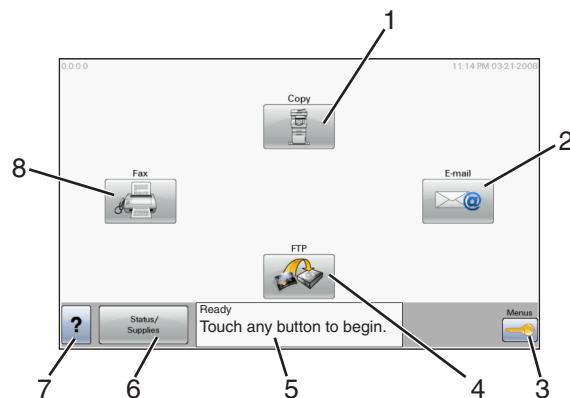 1
0.0.0.0
11:14 PM 03-21-2008
Copy
2
8
Fax
E-mail
@
FTP
Ready
Touch any button to begin.
?
Status/
Supplies
Menus
7
6
5
4
3